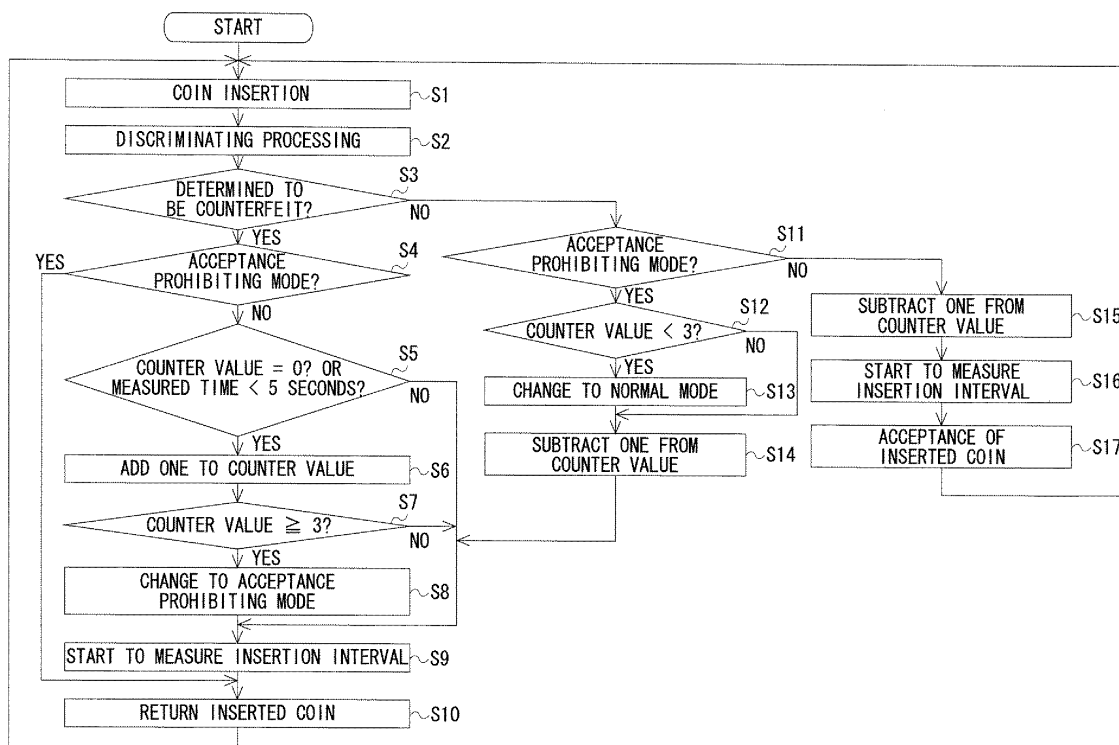 START
COIN INSERTION
S1
DISCRIMINATING PROCESSING
S2
DETERMINED TO
BE COUNTERFEIT?
S3
NO
YES
ACCEPTANCE
PROHIBITING MODE?
S4
YES
NO
COUNTER VALUE = 0? OR
MEASURED TIME < 5 SECONDS?
S5
NO
YES
ADD ONE TO COUNTER VALUE
S6
COUNTER VALUE ≧ 3?
S7
NO
YES
CHANGE TO ACCEPTANCE
PROHIBITING MODE
S8
START TO MEASURE INSERTION INTERVAL
S9
RETURN INSERTED COIN
S10
ACCEPTANCE
PROHIBITING MODE?
S11
NO
YES
COUNTER VALUE < 3?
S12
NO
YES
CHANGE TO NORMAL MODE
S13
SUBTRACT ONE FROM
COUNTER VALUE
S14
SUBTRACT ONE FROM
COUNTER VALUE
S15
START TO MEASURE
INSERTION INTERVAL
S16
ACCEPTANCE OF
INSERTED COIN
S17